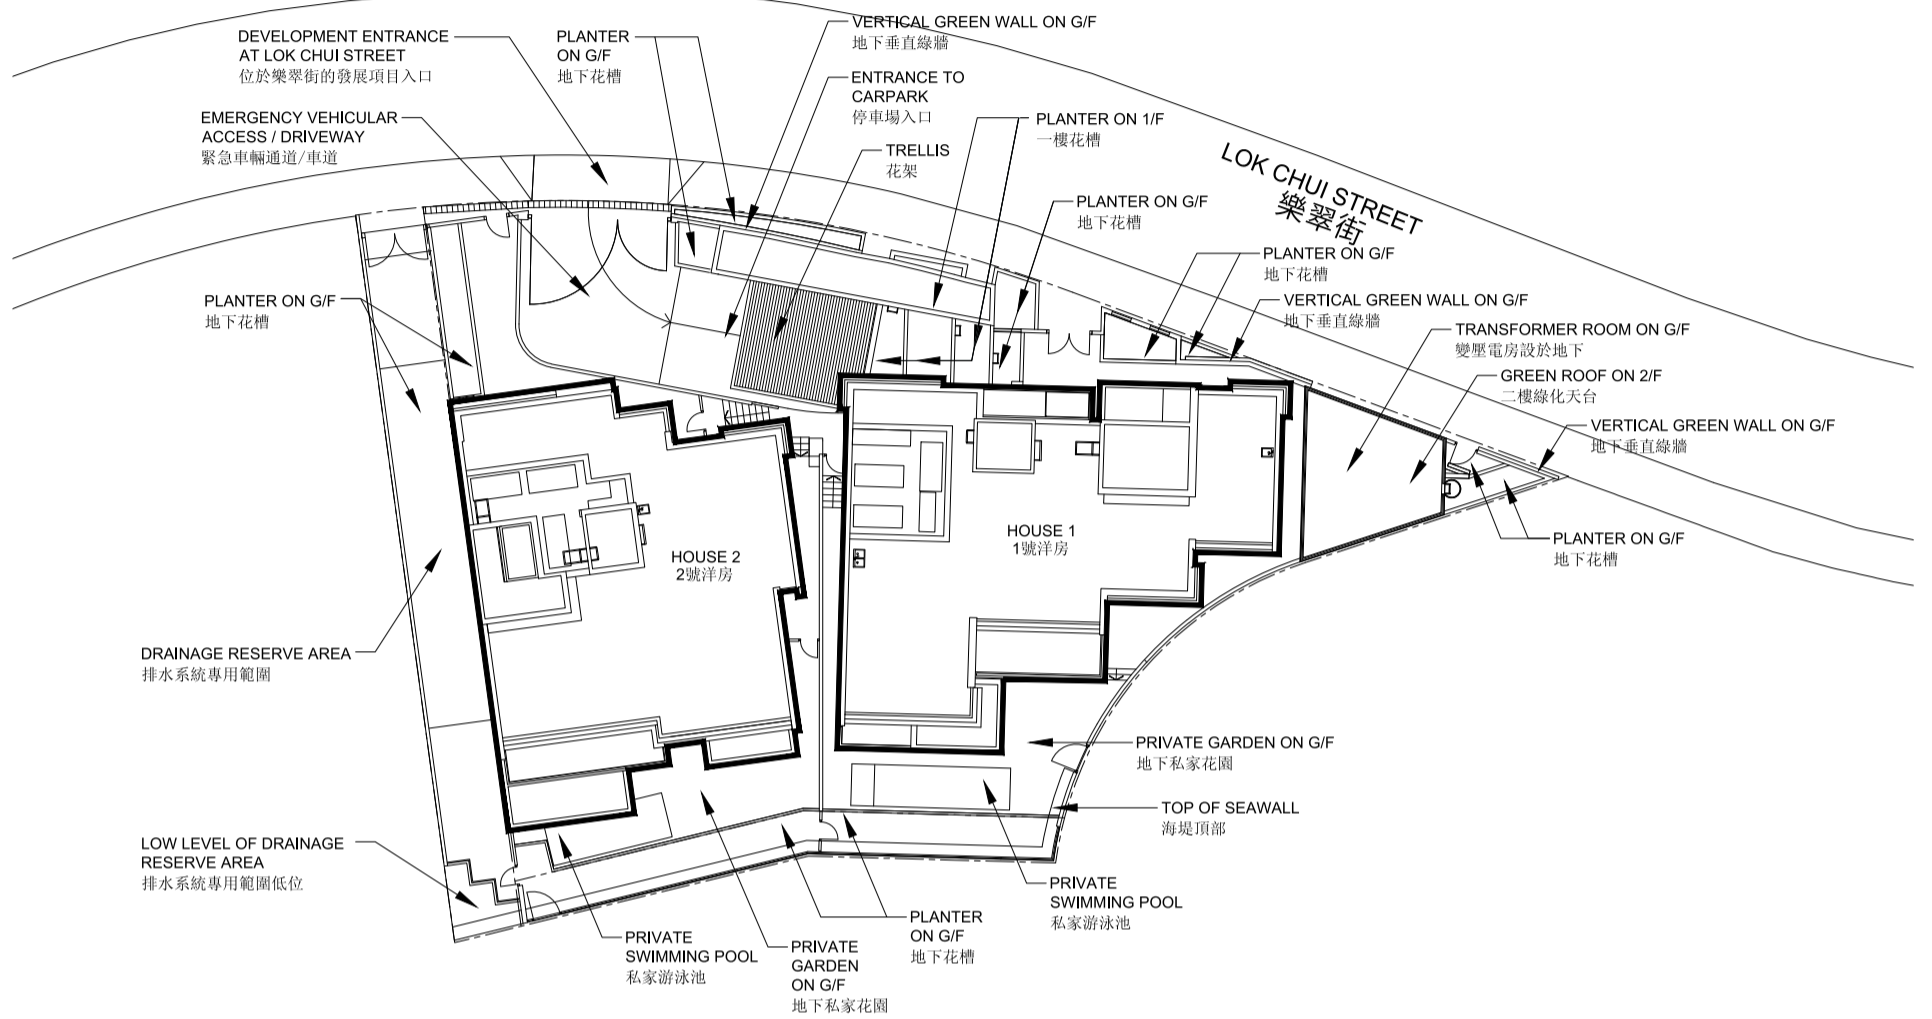 DEVELOPMENT ENTRANCE
AT LOK CHUI STREET
位於樂翠街的發展項目入口
PLANTER
ON G/F
地下花槽
VERTICAL GREEN WALL ON G/F
地下垂直綠牆
ENTRANCE TO
CARPARK
停車場入口
EMERGENCY VEHICULAR
ACCESS / DRIVEWAY
緊急車輛通道/車道
TRELLIS
花架
PLANTER ON 1/F
一樓花槽
LOK CHUI STREET
樂翠街
PLANTER ON G/F
地下花槽
PLANTER ON G/F
地下花槽
PLANTER ON G/F
地下花槽
VERTICAL GREEN WALL ON G/F
地下垂直綠牆
TRANSFORMER ROOM ON G/F
變壓電房設於地下
GREEN ROOF ON 2/F
二樓綠化天台
VERTICAL GREEN WALL ON G/F
地下垂直綠牆
HOUSE 1
1號洋房
HOUSE 2
2號洋房
PLANTER ON G/F
地下花槽
DRAINAGE RESERVE AREA
排水系統專用範圍
PRIVATE GARDEN ON G/F
地下私家花園
TOP OF SEAWALL
海堤頂部
LOW LEVEL OF DRAINAGE
RESERVE AREA
排水系統專用範圍低位
PRIVATE
SWIMMING POOL
私家游泳池
PRIVATE
SWIMMING POOL
私家游泳池
PRIVATE
GARDEN
ON G/F
地下私家花園
PLANTER
ON G/F
地下花槽